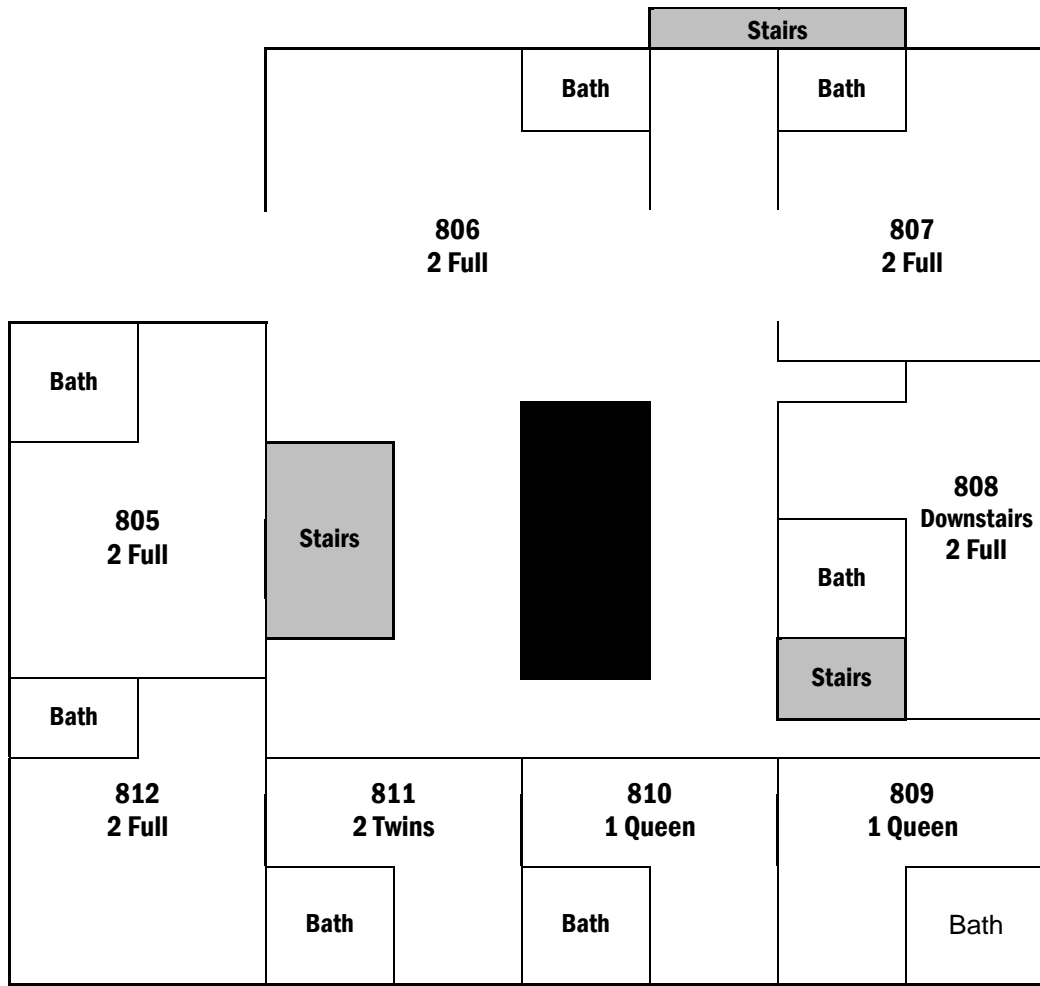 Stairs
Bath
Bath
806
2 Full
807
2 Full
Bath
805
2 Full
Stairs
808
Downstairs
2 Full
Bath
Stairs
Bath
812
2 Full
811
2 Twins
810
1 Queen
809
1 Queen
Bath
Bath
Bath